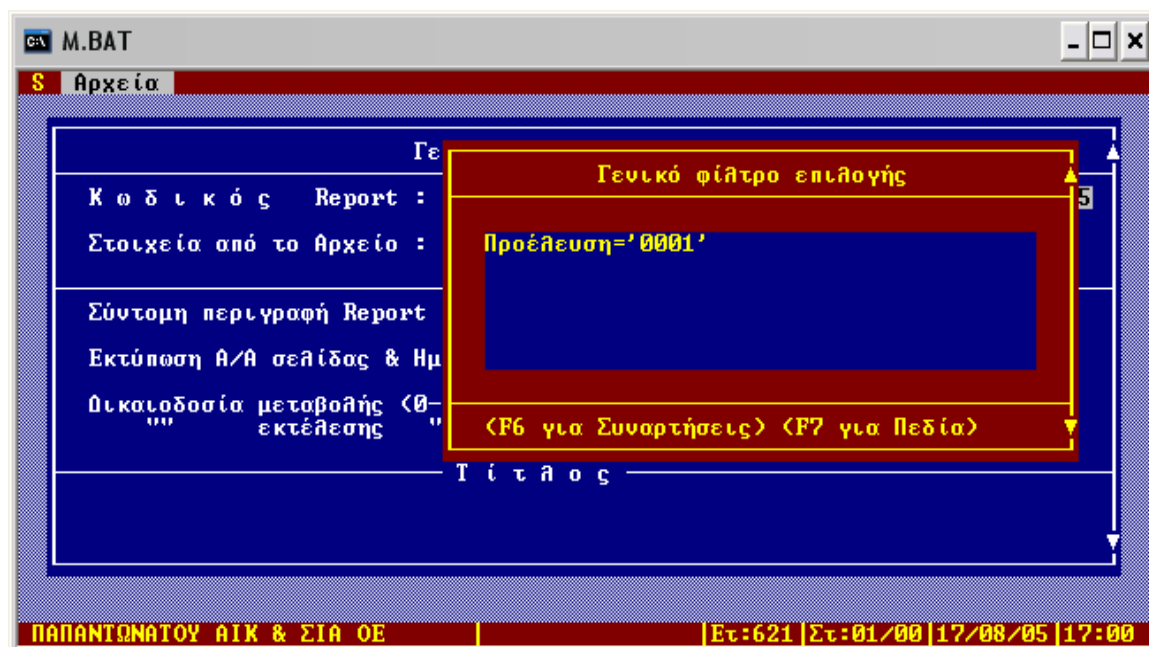 M.BAT
S Αρχεία
Γε
Κ ω δ ι κ ό ς Report :
5
Στοιχεία από το Αρχείο :
Σύντομη περιγραφή Report
Εκτύπωση Α/Α σελίδας & Ημ
Δικαιοδοσία μεταβολής (0-
"" εκτέλεσης "
Γενικό φίλτρο επιλογής
Προέλευση='0001'
(F6 για Συναρτήσεις) (F7 για Πεδία)
Τ ί τ λ ο ς
ΠΑΠΑΝΤΩΝΑΤΟΥ ΑΙΚ & ΣΙΑ ΟΕ |Ετ:621|Στ:01/00|17/08/05|17:00